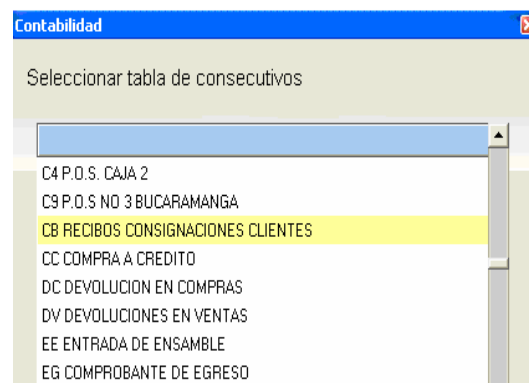 Contabilidad
Seleccionar tabla de consecutivos
C4 P.O.S. CAJA 2
C9 P.O.S NO 3 BUCARAMANGA
CB RECIBOS CONSIGNACIONES CLIENTES
CC COMPRA A CREDITO
DC DEVOLUCION EN COMPRAS
DV DEVOLUCIONES EN VENTAS
EE ENTRADA DE ENSAMBLE
EG COMPROBANTE DE EGRESO